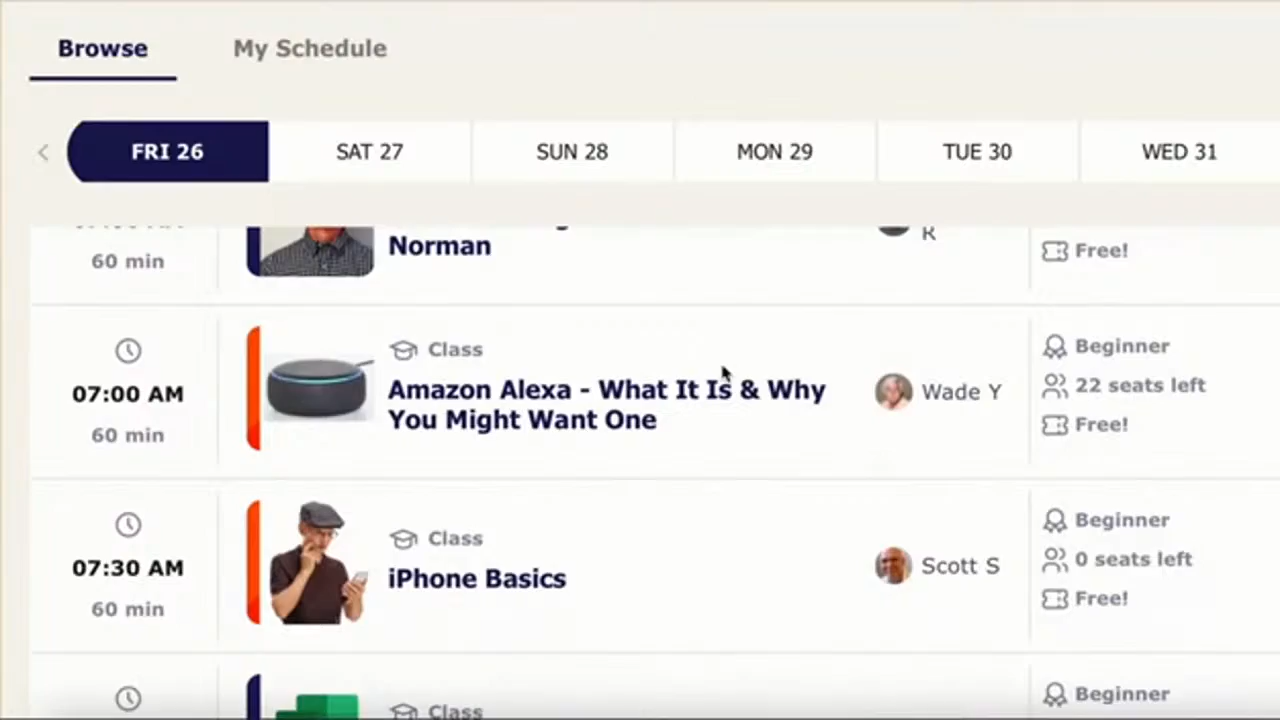 Browse
My Schedule
FRI 26
SAT 27
SUN 28
MON 29
TUE 30
WED 31
60 min
Norman
R
Free!
07:00 AM
60 min
Class
Amazon Alexa - What It Is & Why
You Might Want One
Wade Y
Beginner
22 seats left
Free!
07:30 AM
60 min
Class
iPhone Basics
Scott S
Beginner
0 seats left
Free!
Class
Beginner